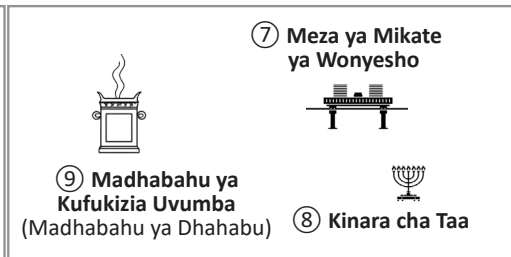 ⑦ Meza ya Mikate
ya Wonyesho
⑨ Madhabahu ya
Kufukizia Uvumba
(Madhabahu ya Dhahabu)
⑧ Kinara cha Taa